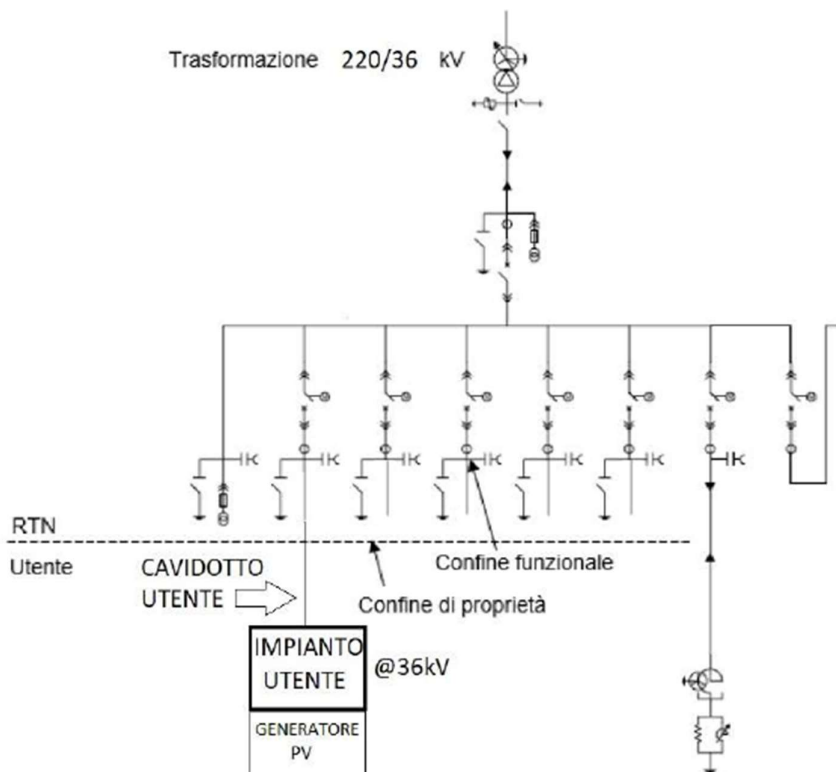 Trasformazione 220/36 kV
RTN
Utente
Confine funzionale
CAVIDOTTO
UTENTE
Confine di proprietà
IMPIANTO
UTENTE
@36kV
GENERATORE
PV